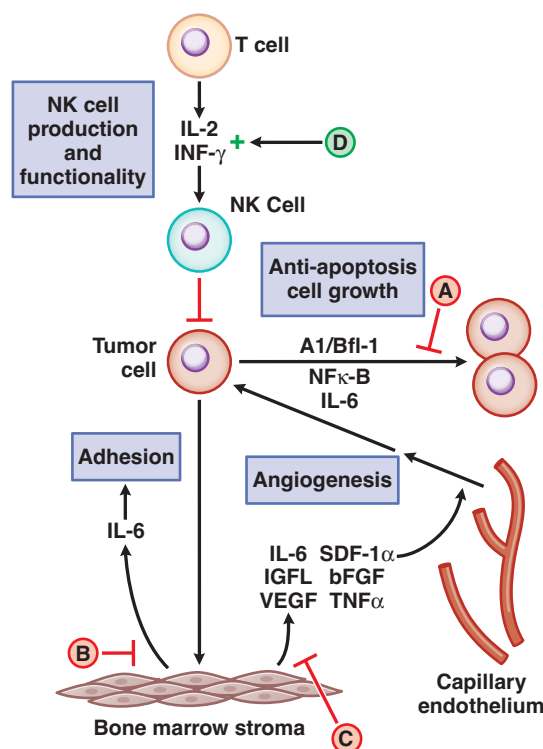 T cell
NK cell
production
and
functionality
IL-2
INF-γ
+
D
NK Cell
Anti-apoptosis
cell growth
A
Tumor
cell
A1/Bfl-1
NFκ-B
IL-6
Adhesion
Angiogenesis
IL-6
IL-6 SDF-1α
IGFL bFGF
VEGF TNFα
B
Bone marrow stroma
C
Capillary
endothelium